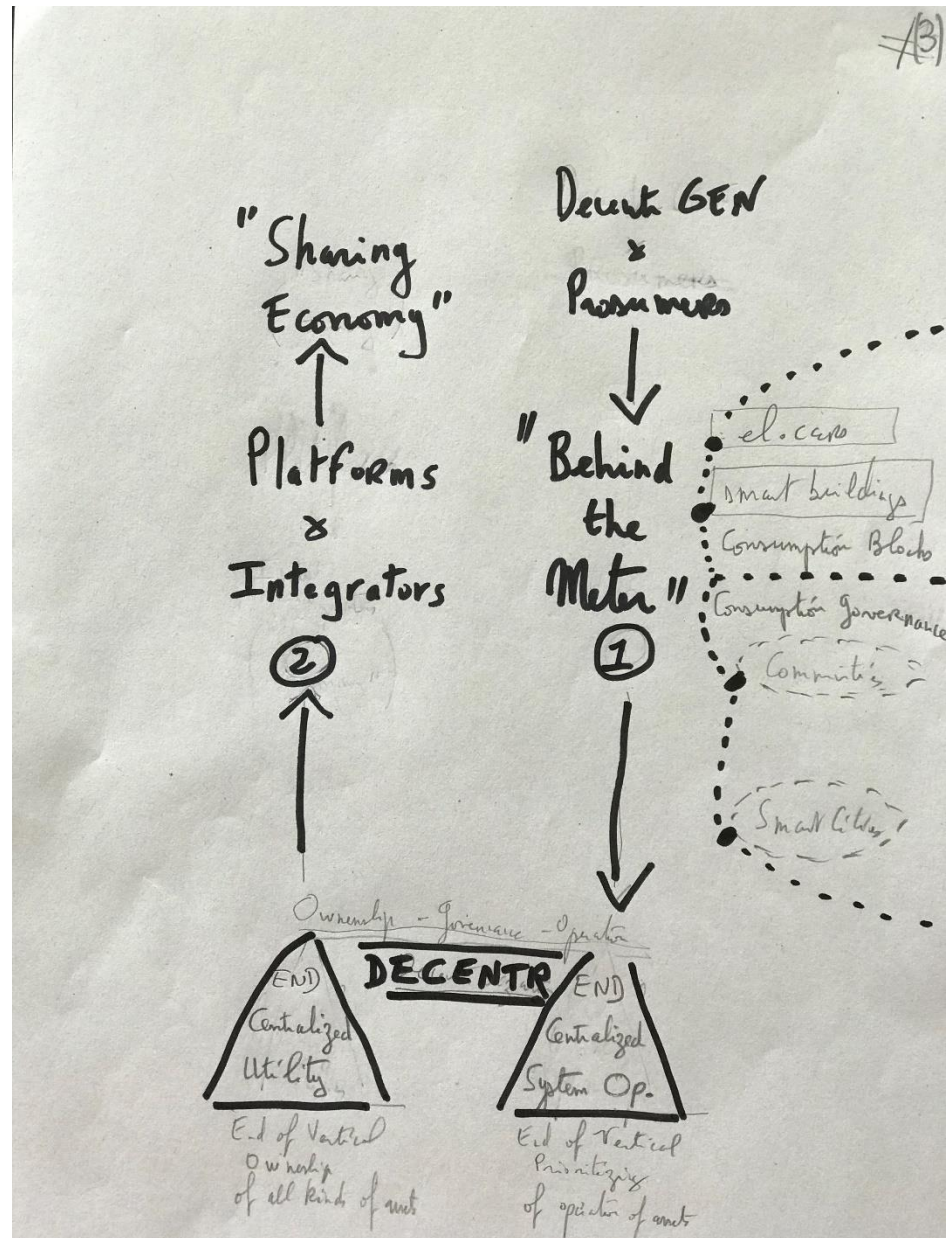 (3)
"Sharing
Economy"
Platforms
&
Integrators
2
Decentr GEN
&
Prosumers
"Behind
the
Meter"
1
el. cars
smart buildings
Consumption Blocks
Consumption Governance
Communities
Smart Cities
Ownership - Governance - Operation
DECENTR
END
Centralized
Utility
End of Vertical
Ownership
of all kinds of assets
END
Centralized
System Op.
End of Vertical
Prioritizing
of operation of assets